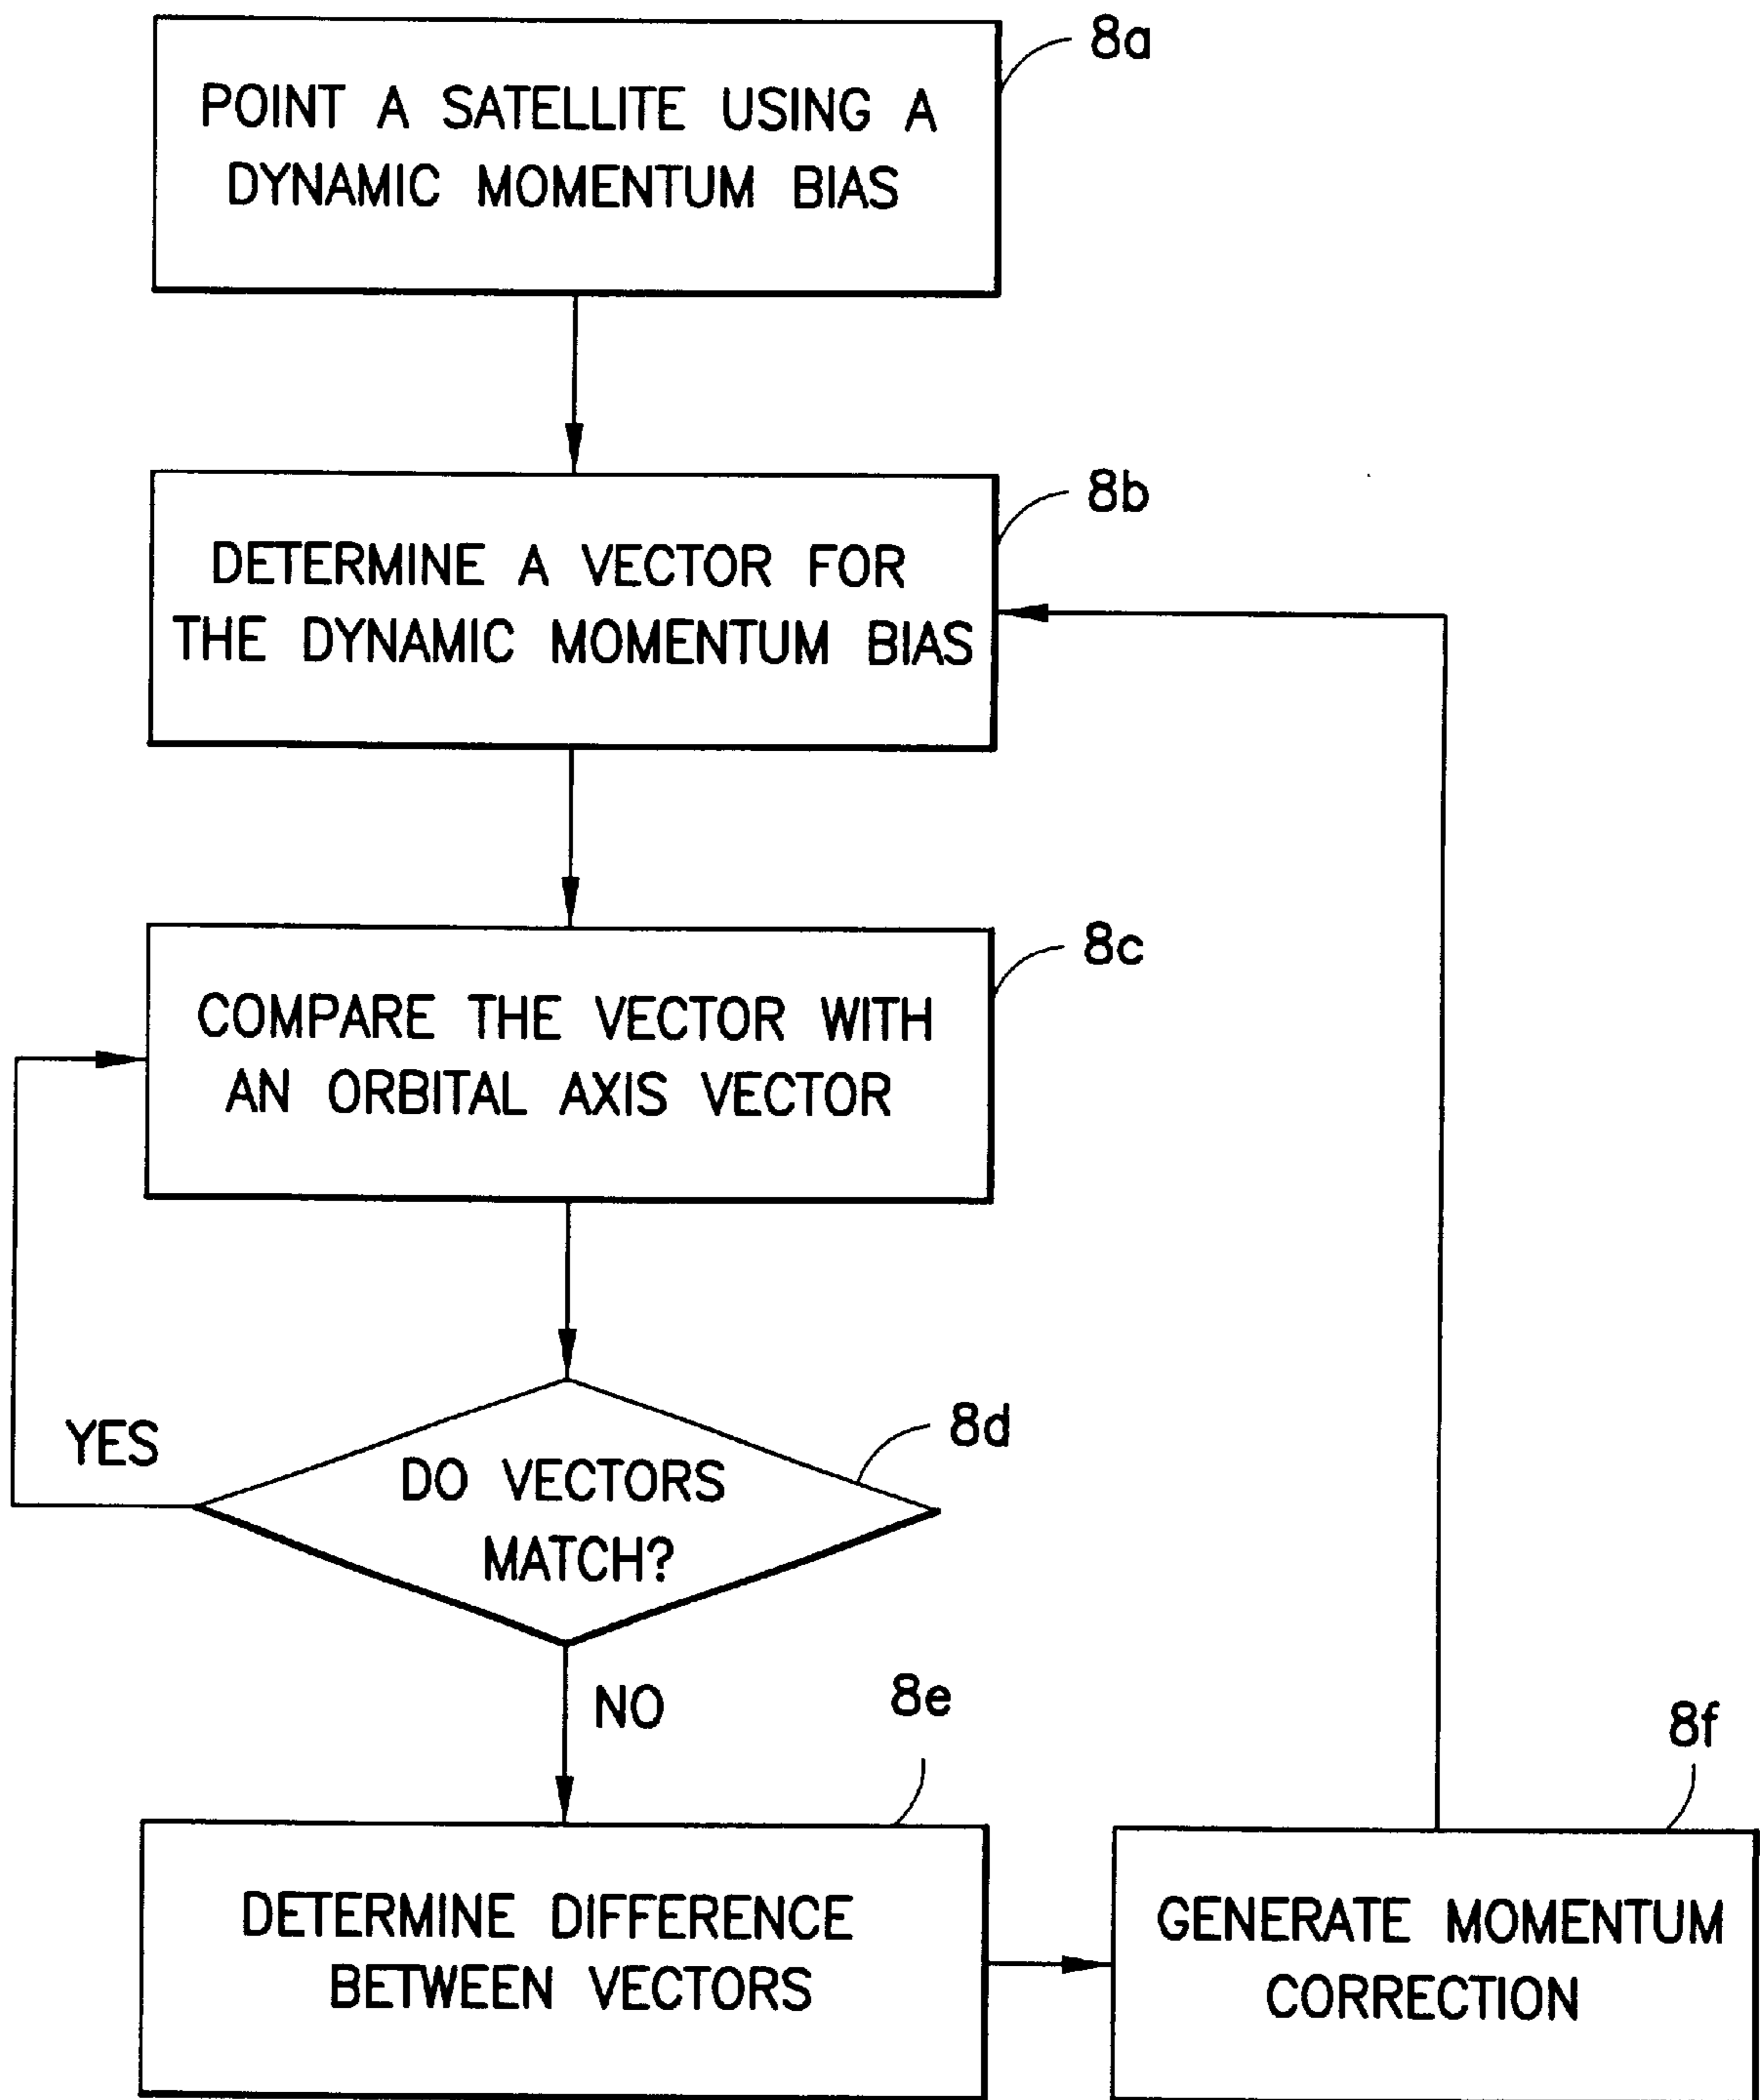 8a
POINT A SATELLITE USING A
DYNAMIC MOMENTUM BIAS
8b
DETERMINE A VECTOR FOR
THE DYNAMIC MOMENTUM BIAS
8c
COMPARE THE VECTOR WITH
AN ORBITAL AXIS VECTOR
8d
YES
DO VECTORS
MATCH?
NO
8e
8f
DETERMINE DIFFERENCE
BETWEEN VECTORS
GENERATE MOMENTUM
CORRECTION